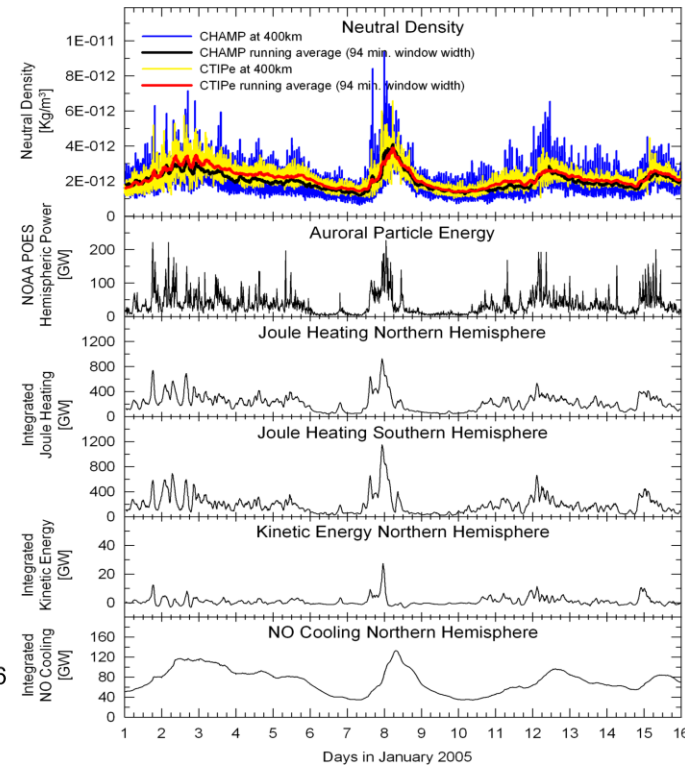 Neutral Density
CHAMP at 400km
CHAMP running average (94 min. window width)
CTIPe at 400km
CTIPe running average (94 min. window width)
Neutral Density
[Kg/m³]
1E-011
8E-012
6E-012
4E-012
2E-012
0
Auroral Particle Energy
NOAA POES
Hemispheric Power
[GW]
200
100
0
Joule Heating Northern Hemisphere
Integrated
Joule Heating
[GW]
1200
800
400
0
Joule Heating Southern Hemisphere
1200
800
400
0
Kinetic Energy Northern Hemisphere
Integrated
Kinetic Energy
[GW]
40
20
0
NO Cooling Northern Hemisphere
6
Integrated
NO Cooling
[GW]
160
120
80
40
0
1 2 3 4 5 6 7 8 9 10 11 12 13 14 15 16
Days in January 2005